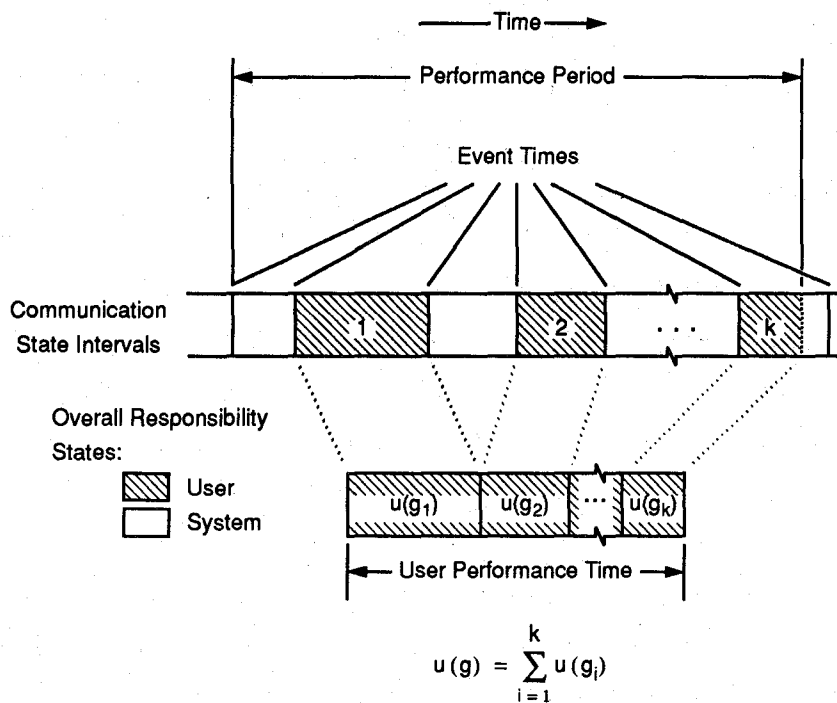 Time
Performance Period
Event Times
Communication
State Intervals
1
2
...
k
Overall Responsibility
States:
User
System
u(g₁)
u(g₂)
...
u(gₖ)
User Performance Time
u(g) = \sum_{i=1}^{k} u(gᵢ)